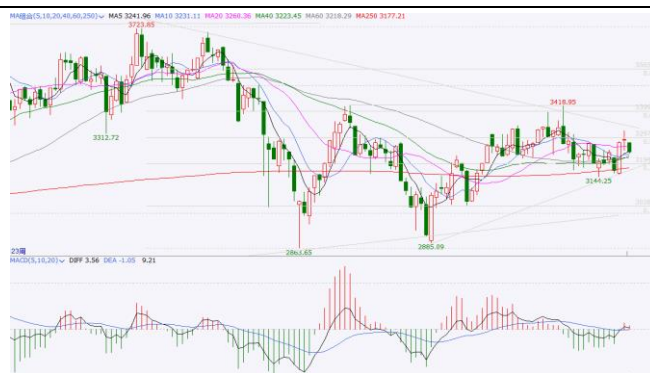 MA组合(5,10,20,40,60,250) MA5 3241.96 MA10 3231.11 MA20 3260.36 MA40 3223.45 MA60 3218.29 MA250 3177.21
3723.85
3418.95
3312.72
3144.25
2885.09
2863.65
23周
MACD(5,10,20) DIFF 3.56 DEA -1.05 9.21